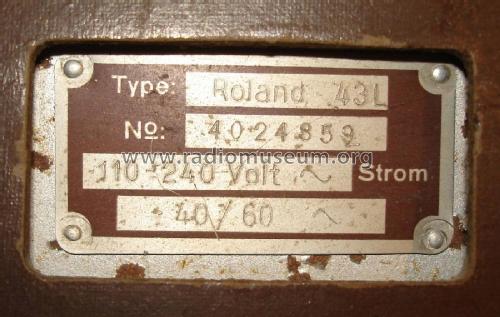 Type: Roland 43L
No: 4024859
www.radiomuseum.org
110-240 Volt ~ Strom
40/60 ~